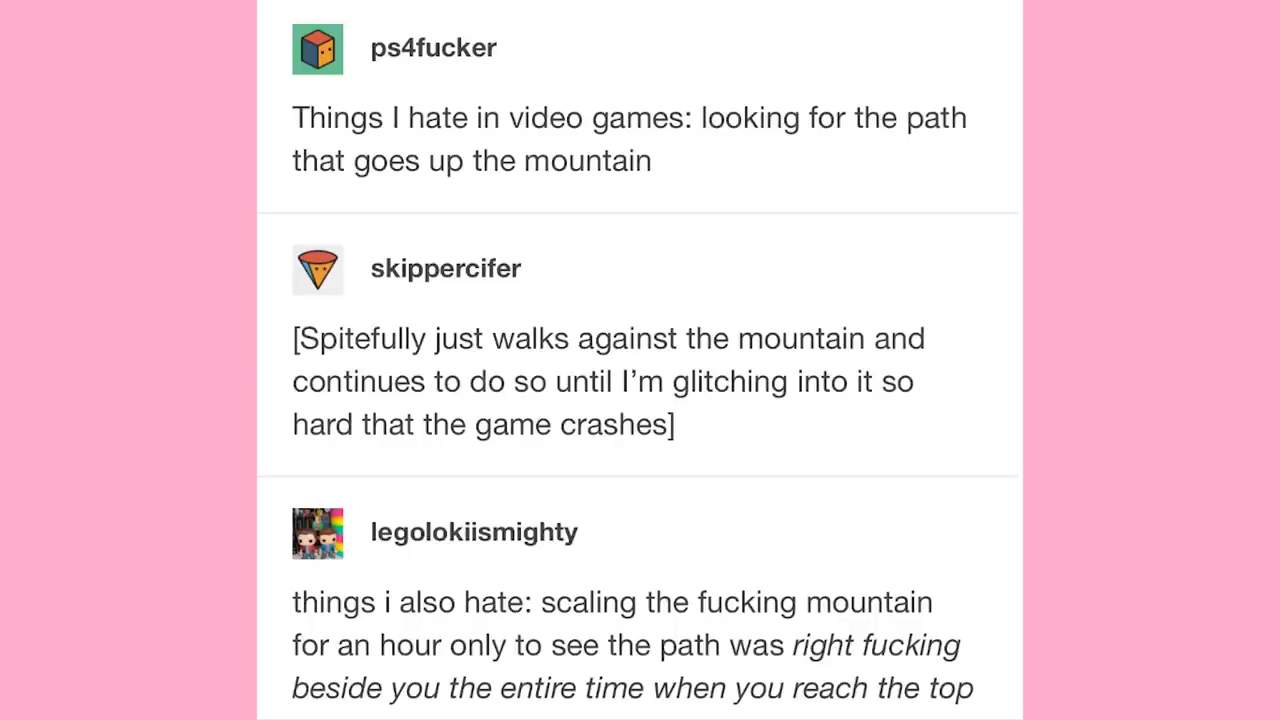 ps4fucker
Things I hate in video games: looking for the path
that goes up the mountain
skippercifer
[Spitefully just walks against the mountain and
continues to do so until I’m glitching into it so
hard that the game crashes]
legolokiismighty
things i also hate: scaling the fucking mountain
for an hour only to see the path was right fucking
beside you the entire time when you reach the top